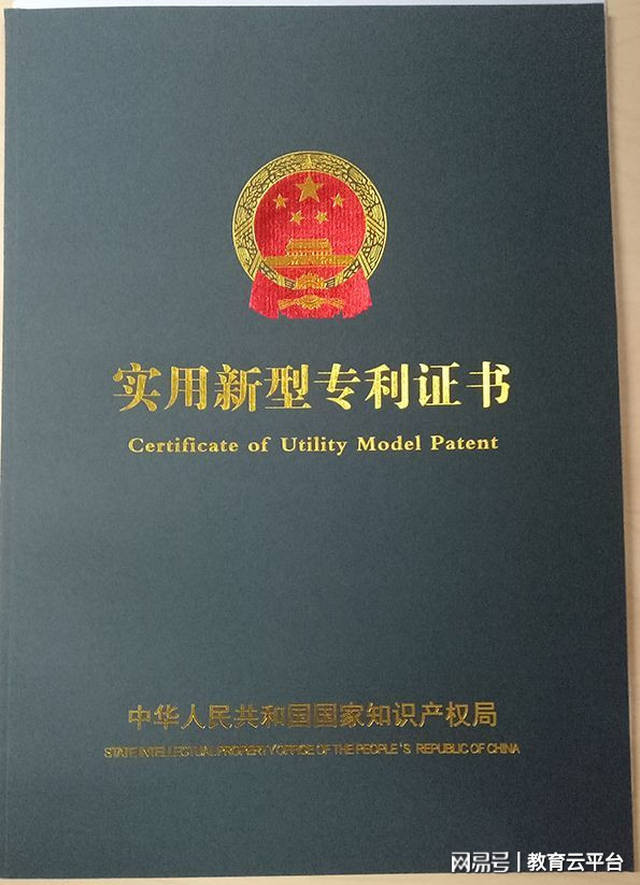 实用新型专利证书
Certificate of Utility Model Patent
中华人民共和国国家知识产权局
STATE INTELLECTUAL PROPERTY OFFICE OF THE PEOPLE'S REPUBLIC OF CHINA
网易号 | 教育云平台